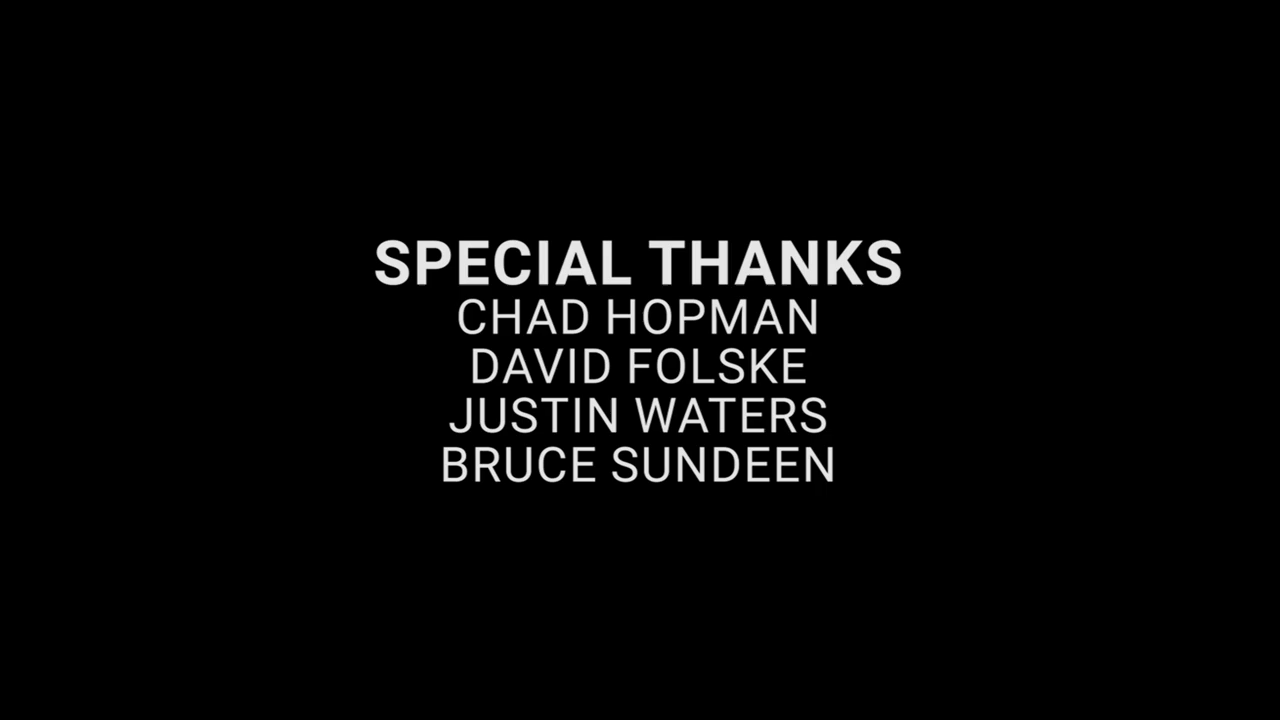 SPECIAL THANKS
CHAD HOPMAN
DAVID FOLSKE
JUSTIN WATERS
BRUCE SUNDEEN